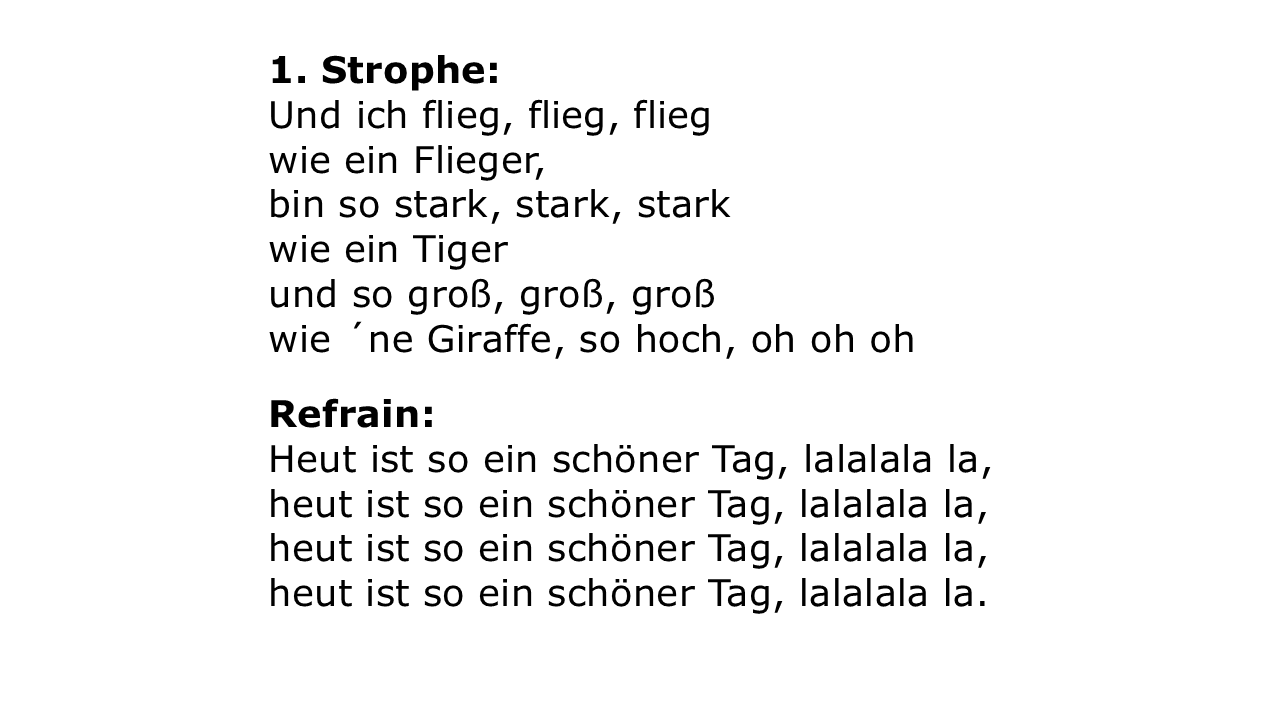 1. Strophe:
Und ich flieg, flieg, flieg
wie ein Flieger,
bin so stark, stark, stark
wie ein Tiger
und so groß, groß, groß
wie ´ne Giraffe, so hoch, oh oh oh
Refrain:
Heut ist so ein schöner Tag, lalalala la,
heut ist so ein schöner Tag, lalalala la,
heut ist so ein schöner Tag, lalalala la,
heut ist so ein schöner Tag, lalalala la.